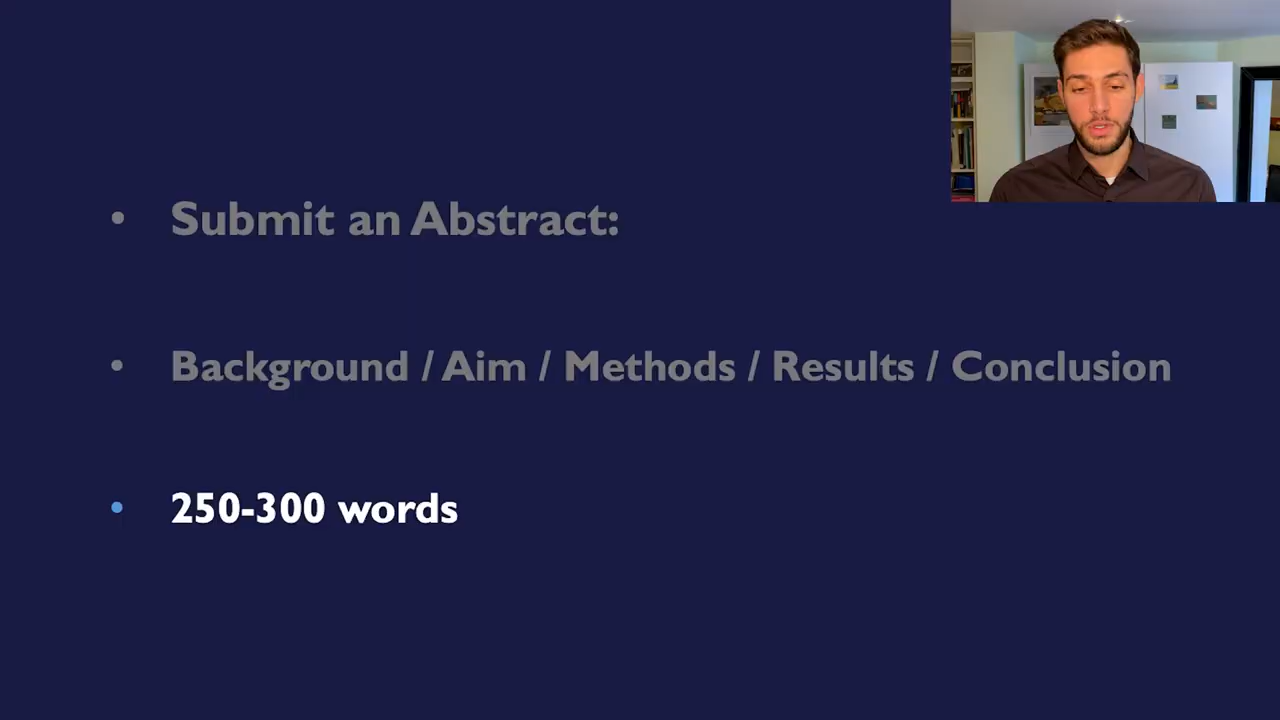 Submit an Abstract:
Background / Aim / Methods / Results / Conclusion
250-300 words